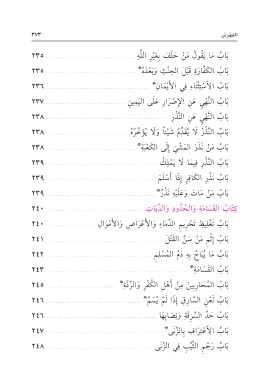 الفهرس ٣٧٣
بَابُ مَا يَقُولُ مَنْ حَلَفَ بِغَيْرِ اللَّهِ ٢٣٥
بَابُ الْكَفَّارَةِ قَبْلَ الْحِنْثِ وَبَعْدَهُ* ٢٣٥
بَابُ الِاسْتِثْنَاءِ فِي الْأَيْمَانِ* ٢٣٦
بَابُ النَّهْيِ عَنِ الْإِصْرَارِ عَلَى الْيَمِينِ ٢٣٧
بَابُ النَّهْيِ عَنِ النَّذْرِ ٢٣٨
بَابُ النَّذْرُ لَا يُقَدِّمُ شَيْئًا وَلَا يُؤَخِّرُهُ ٢٣٨
بَابُ مَنْ نَذَرَ الْمَشْيَ إِلَى الْكَعْبَةِ* ٢٣٨
بَابُ النَّذْرِ فِيمَا لَا يَمْلِكُ ٢٣٩
بَابُ نَذْرِ الْكَافِرِ إِذَا أَسْلَمَ ٢٣٩
بَابُ مَنْ مَاتَ وَعَلَيْهِ نَذْرٌ* ٢٣٩
كِتَابُ الْقَسَامَةِ وَالْحُدُودِ وَالدِّيَاتِ ٢٤٠
بَابُ تَغْلِيظِ تَحْرِيمِ الدِّمَاءِ وَالْأَعْرَاضِ وَالْأَمْوَالِ ٢٤٠
بَابُ إِثْمِ مَنْ سَنَّ الْقَتْلَ ٢٤١
بَابُ مَا يُبَاحُ بِهِ دَمُ الْمُسْلِمِ ٢٤٢
بَابُ الْقَسَامَةِ* ٢٤٣
بَابُ الْمُحَارِبِينَ مِنْ أَهْلِ الْكُفْرِ وَالرِّدَّةِ* ٢٤٥
بَابُ لَعْنِ السَّارِقِ إِذَا لَمْ يُسَمَّ* ٢٤٦
بَابُ حَدِّ السَّرِقَةِ وَنِصَابِهَا ٢٤٦
بَابُ الِاعْتِرَافِ بِالزِّنَى* ٢٤٧
بَابُ رَجْمِ الثَّيِّبِ فِي الزِّنَى ٢٤٨